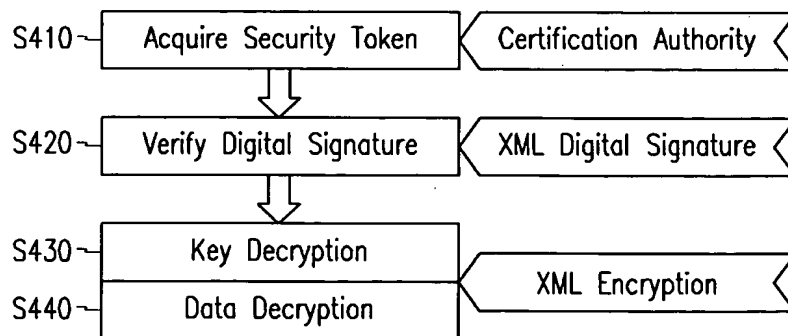 S410 Acquire Security Token Certification Authority
S420 Verify Digital Signature XML Digital Signature
S430 Key Decryption
XML Encryption
S440 Data Decryption